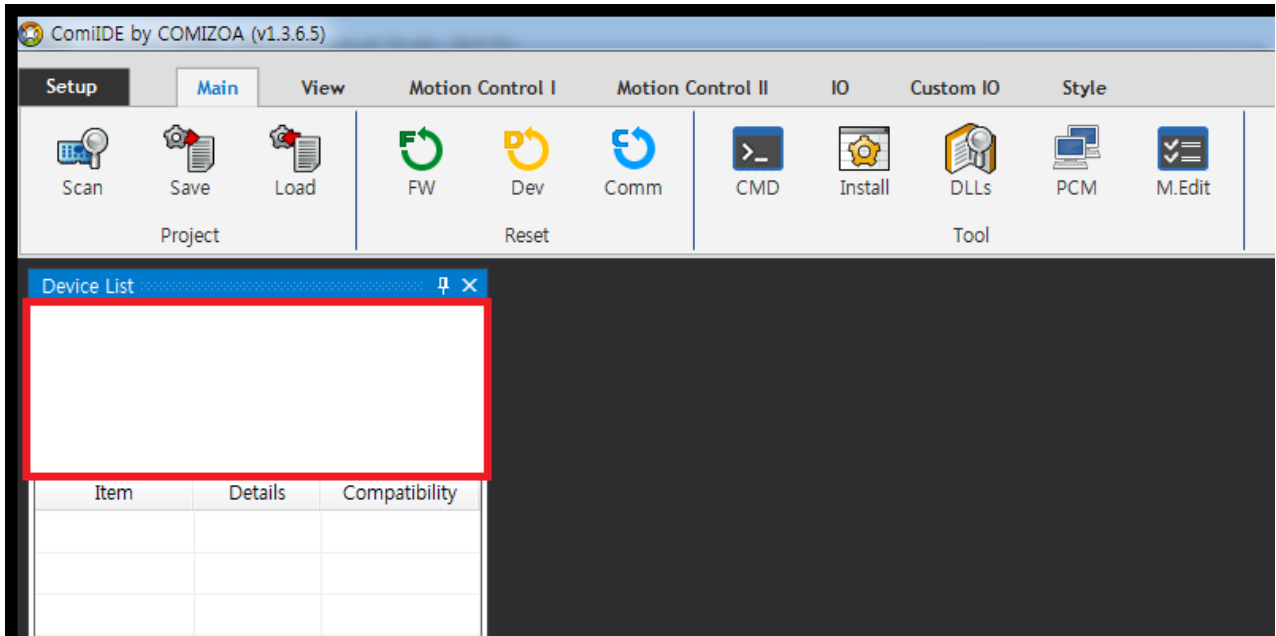 ComiIDE by COMIZOA (v1.3.6.5)
Setup Main View Motion Control I Motion Control II IO Custom IO Style
Scan Save Load FW Dev Comm CMD Install DLLs PCM M.Edit
Project Reset Tool
Device List
Item Details Compatibility